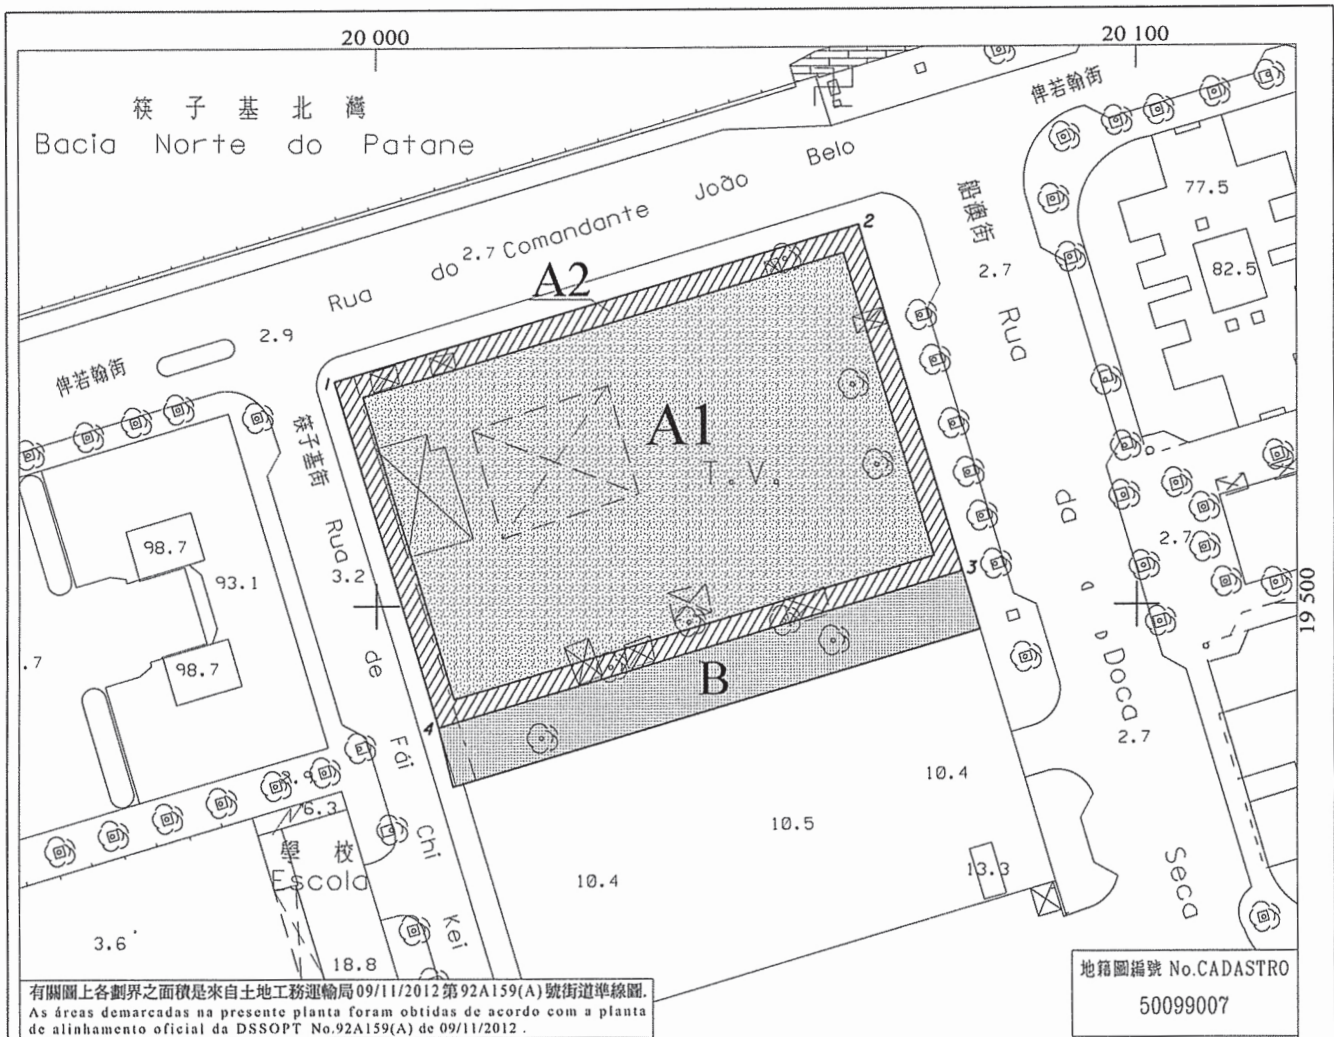 20 000
20 100
筷子基北灣
Bacia Norte do Patane
俾若翰街
Rua do Comandante João Belo
2.7
2.9
俾若翰街
船澳街
2.7
Rua da Doca Seca
77.5
82.5
A2
A1
T.V.
B
1
2
3
4
筷子基街
Rua de Fái Chi Kei
3.2
98.7
93.1
98.7
.7
2.7
19 500
2.7
6.3
學校
Escola
3.6
18.8
10.4
10.5
10.4
13.3
有關圖上各劃界之面積是來自土地工務運輸局09/11/2012第92A159(A)號街道準線圖.
As áreas demarcadas na presente planta foram obtidas de acordo com a planta
de alinhamento oficial da DSSOPT No.92A159(A) de 09/11/2012 .
地籍圖編號 No.CADASTRO
50099007